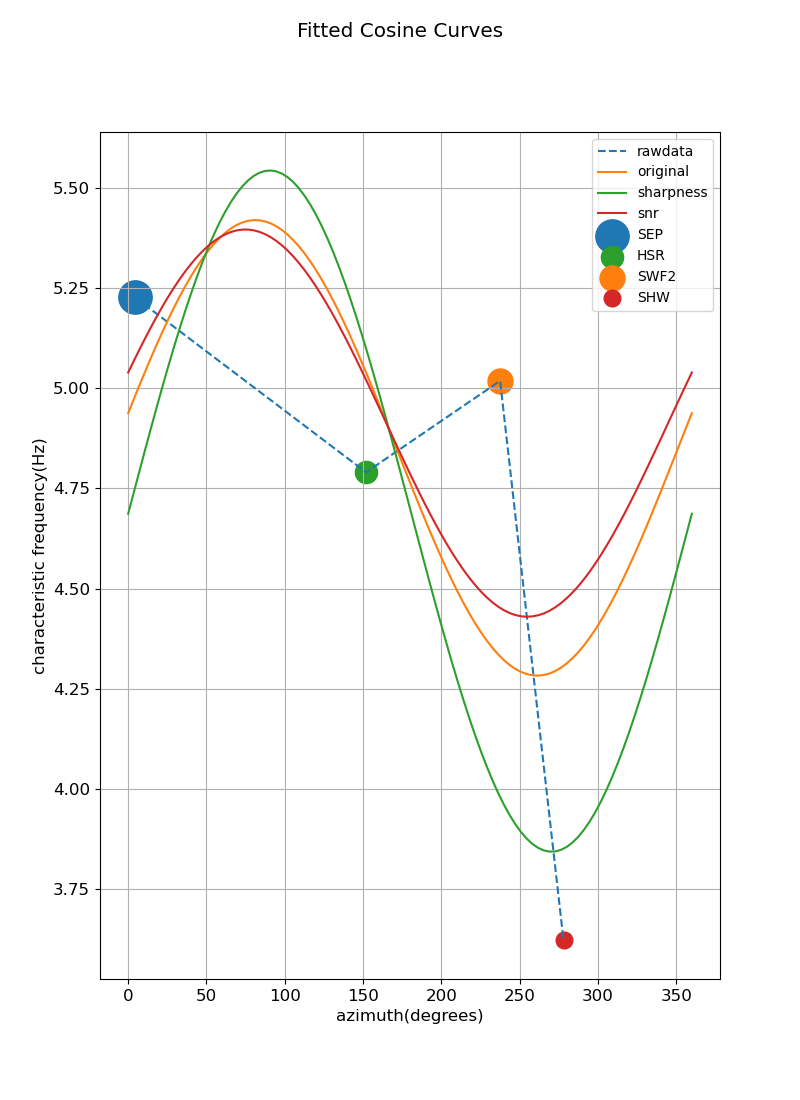 Fitted Cosine Curves
characteristic frequency(Hz)
5.50
5.25
5.00
4.75
4.50
4.25
4.00
3.75
rawdata
original
sharpness
snr
SEP
HSR
SWF2
SHW
0 50 100 150 200 250 300 350
azimuth(degrees)